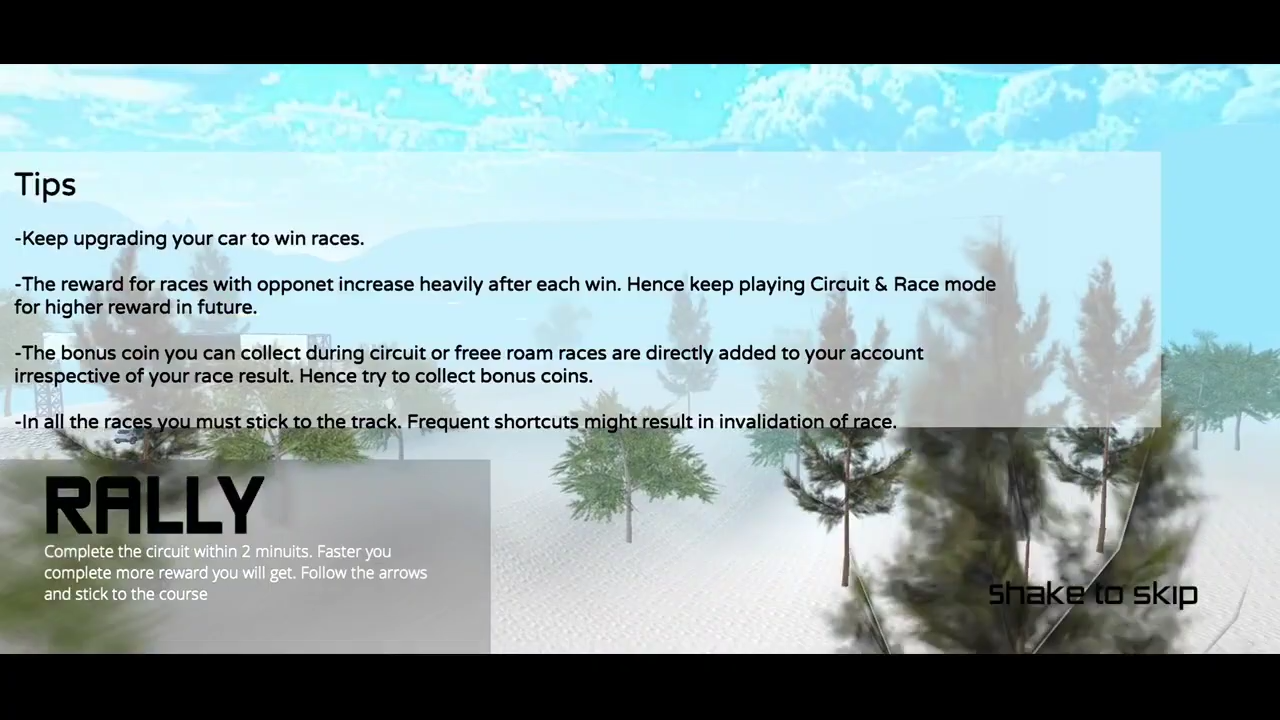 Tips
-Keep upgrading your car to win races.
-The reward for races with opponet increase heavily after each win. Hence keep playing Circuit & Race mode
for higher reward in future.
-The bonus coin you can collect during circuit or freee roam races are directly added to your account
irrespective of your race result. Hence try to collect bonus coins.
-In all the races you must stick to the track. Frequent shortcuts might result in invalidation of race.
RALLY
Complete the circuit within 2 minuits. Faster you
complete more reward you will get. Follow the arrows
and stick to the course
shake to skip